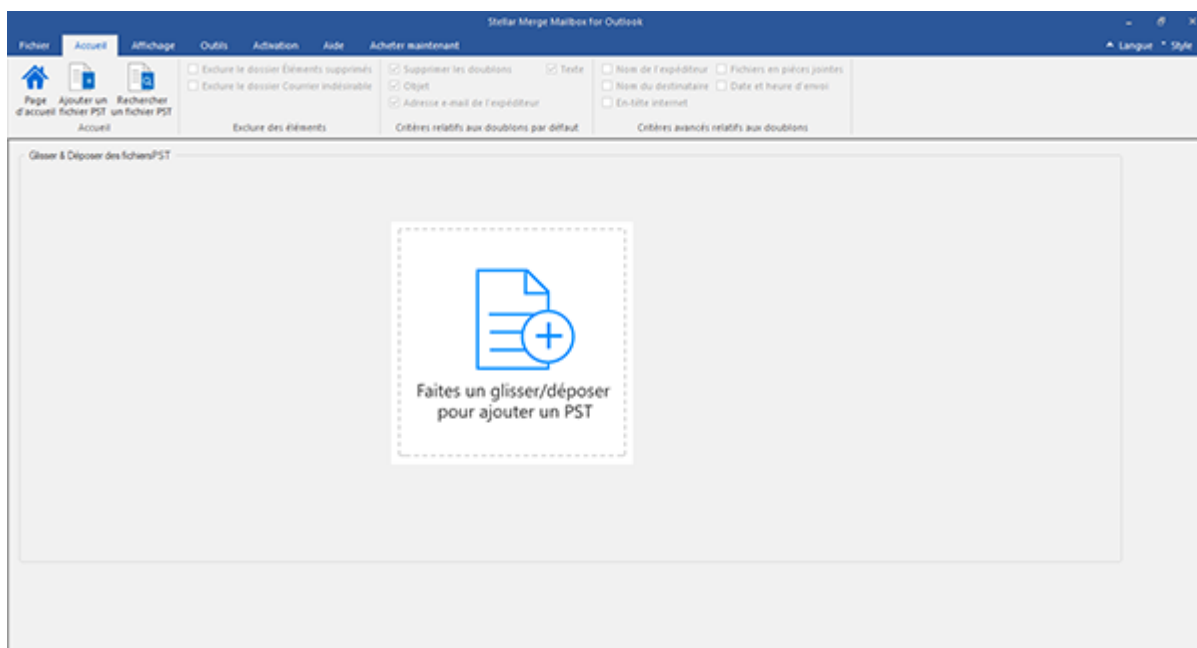 Stellar Merge Mailbox for Outlook
Fichier Accueil Affichage Outils Activation Aide Acheter maintenant Langue Style
Exclure le dossier Éléments supprimés Supprimer les doublons Texte Nom de l'expéditeur Fichiers en pièces jointes
Exclure le dossier Courrier indésirable Objet Nom du destinataire Date et heure d'envoi
Page Ajouter un Rechercher Adresse e-mail de l'expéditeur En-tête internet
d'accueil fichier PST un fichier PST
Accueil Exclure des éléments Critères relatifs aux doublons par défaut Critères avancés relatifs aux doublons
Glisser & Déposer des fichiersPST
Faites un glisser/déposer
pour ajouter un PST